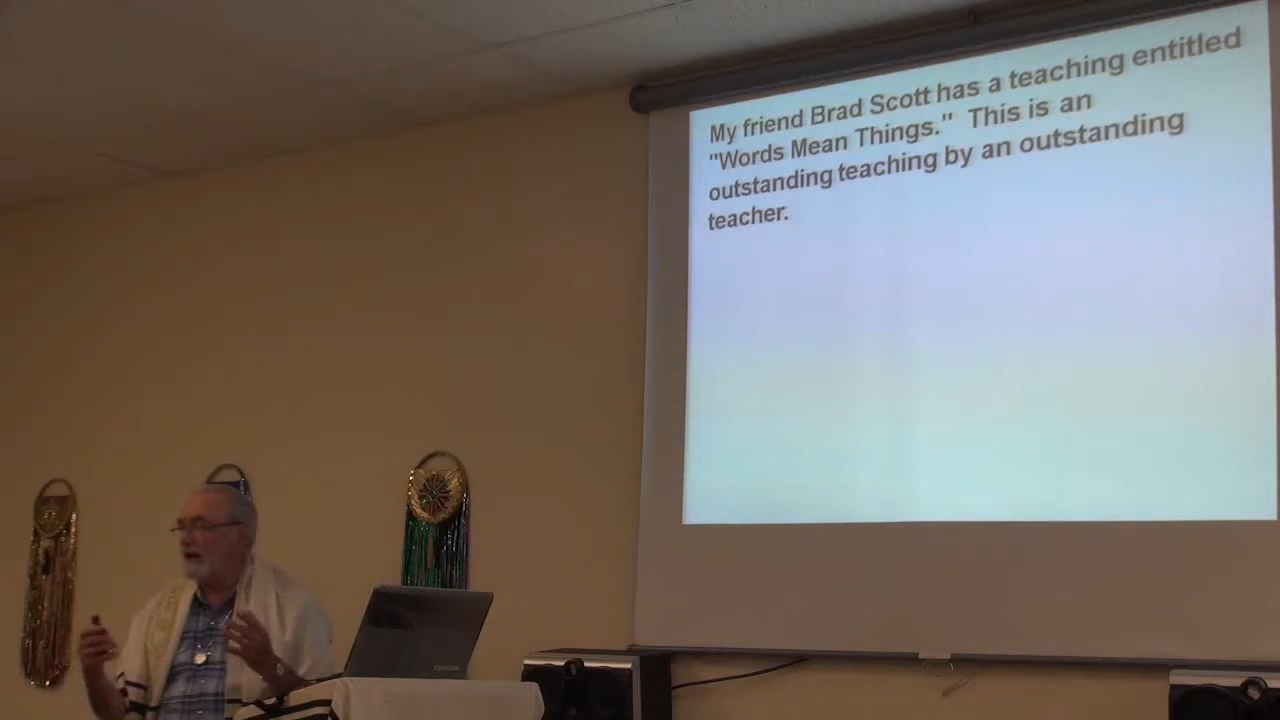 My friend Brad Scott has a teaching entitled
"Words Mean Things." This is an
outstanding teaching by an outstanding
teacher.